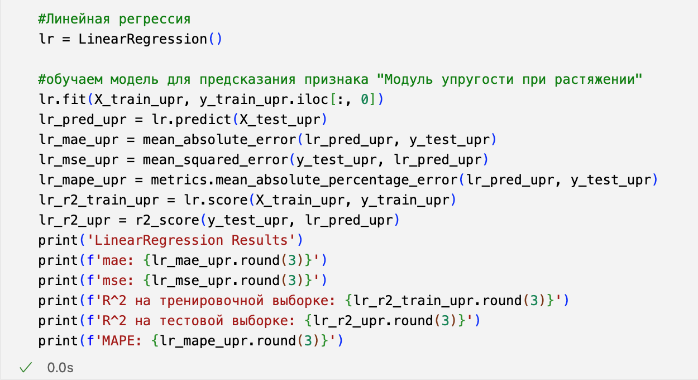 #Линейная регрессия
lr = LinearRegression()
#обучаем модель для предсказания признака "Модуль упругости при растяжении"
lr.fit(X_train_upr, y_train_upr.iloc[:, 0])
lr_pred_upr = lr.predict(X_test_upr)
lr_mae_upr = mean_absolute_error(lr_pred_upr, y_test_upr)
lr_mse_upr = mean_squared_error(y_test_upr, lr_pred_upr)
lr_mape_upr = metrics.mean_absolute_percentage_error(lr_pred_upr, y_test_upr)
lr_r2_train_upr = lr.score(X_train_upr, y_train_upr)
lr_r2_upr = r2_score(y_test_upr, lr_pred_upr)
print('LinearRegression Results')
print(f'mae: {lr_mae_upr.round(3)}')
print(f'mse: {lr_mse_upr.round(3)}')
print(f'R^2 на тренировочной выборке: {lr_r2_train_upr.round(3)}')
print(f'R^2 на тестовой выборке: {lr_r2_upr.round(3)}')
print(f'MAPE: {lr_mape_upr.round(3)}')
✓ 0.0s